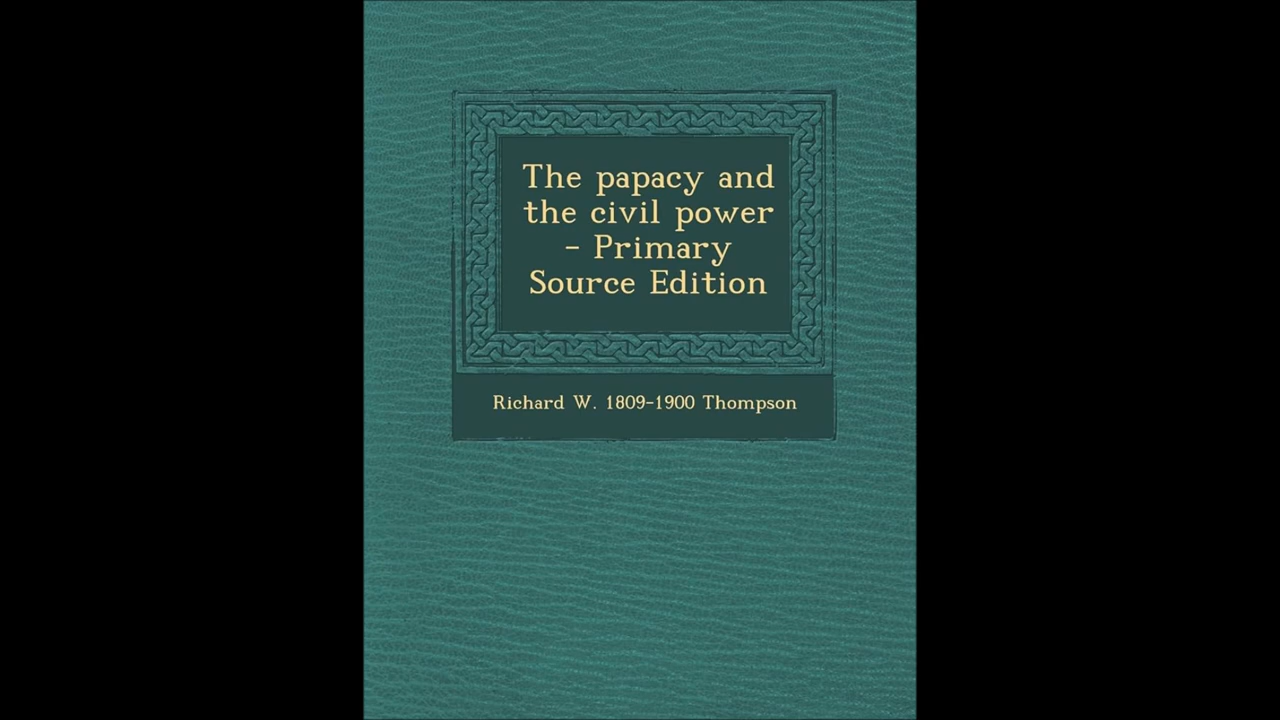 The papacy and
the civil power
- Primary
Source Edition
Richard W. 1809-1900 Thompson